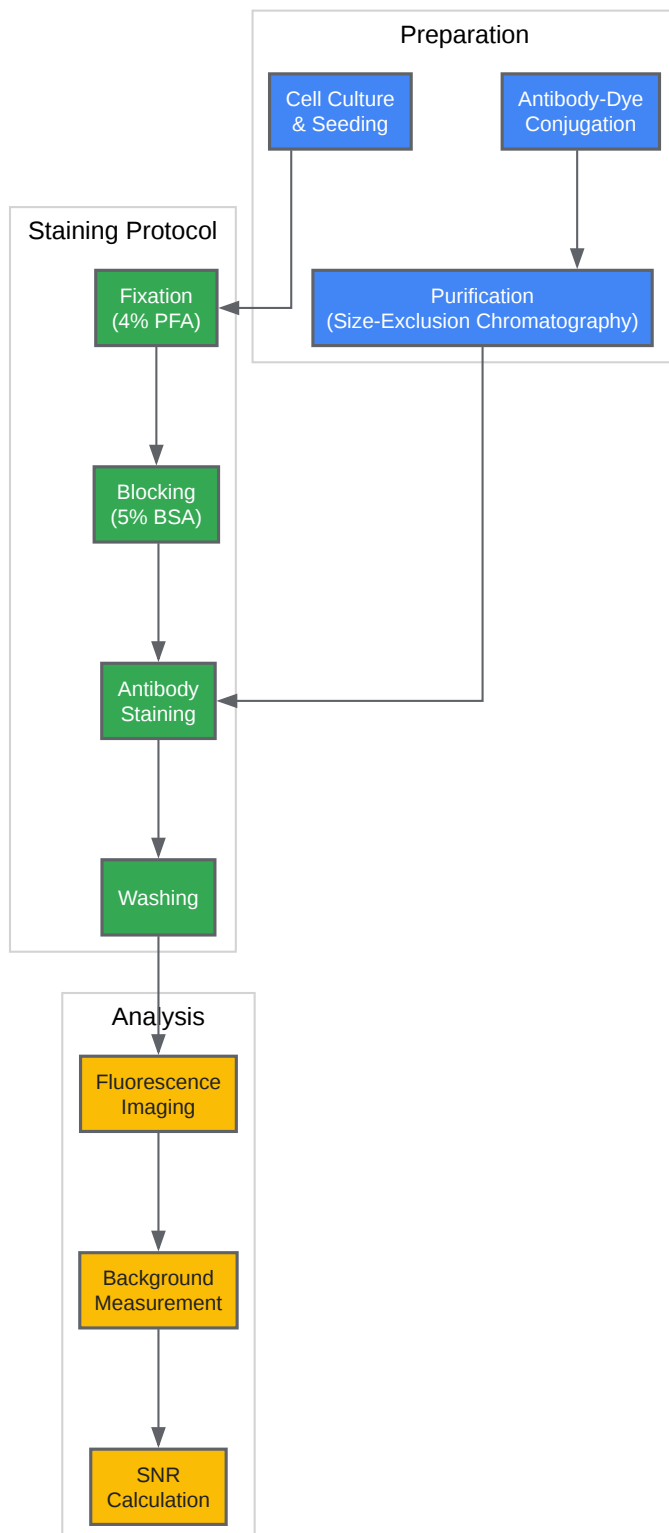 Preparation
Cell Culture
& Seeding
Antibody-Dye
Conjugation
Purification
(Size-Exclusion Chromatography)
Staining Protocol
Fixation
(4% PFA)
Blocking
(5% BSA)
Antibody
Staining
Washing
Analysis
Fluorescence
Imaging
Background
Measurement
SNR
Calculation